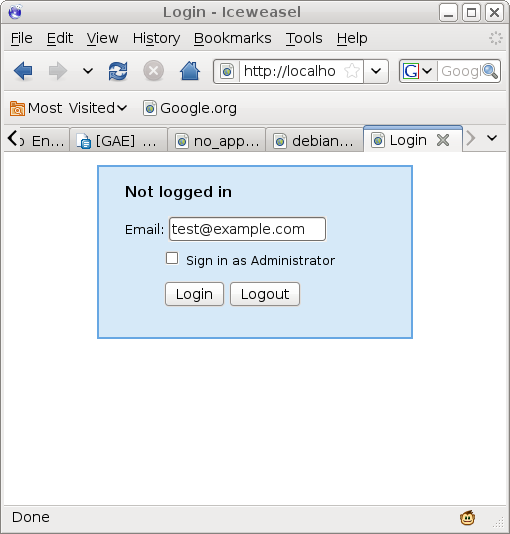 Login - Iceweasel
File Edit View History Bookmarks Tools Help
http://localho Googl
Most Visited Google.org
o En... [GAE] ... no_app... debian... Login
Not logged in
Email: test@example.com
Sign in as Administrator
Login Logout
Done